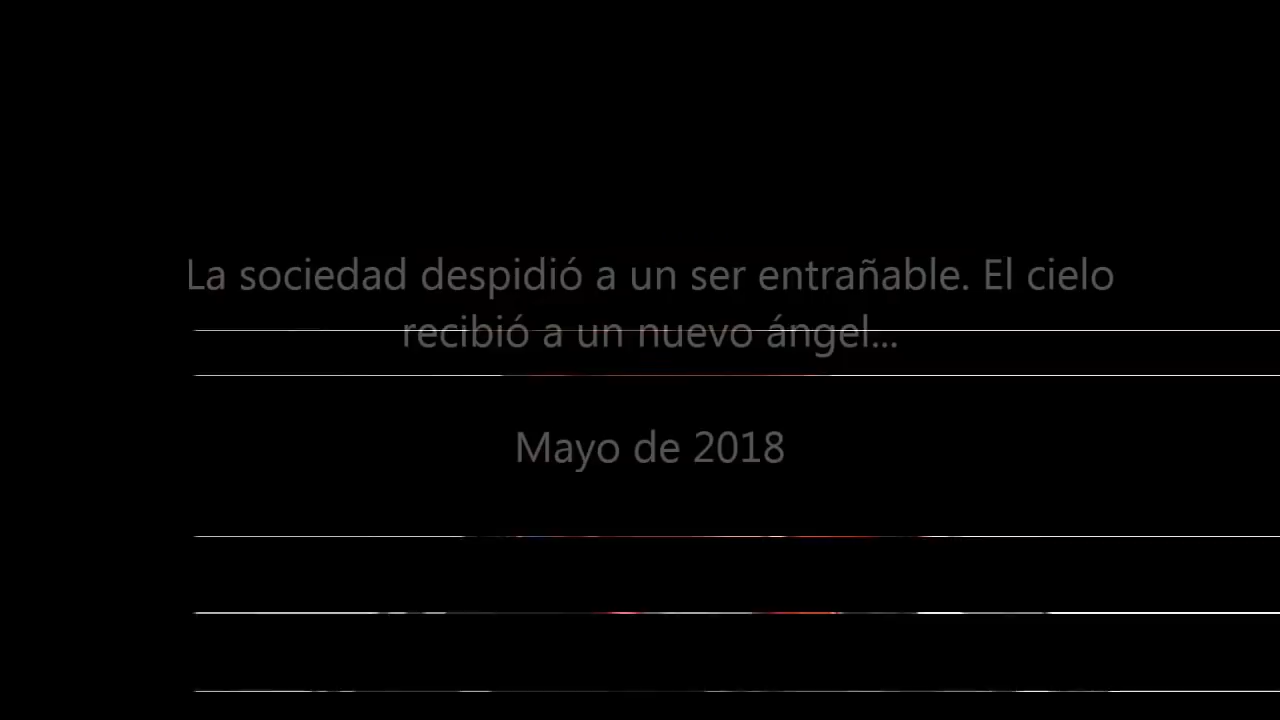 La sociedad despidió a un ser entrañable. El cielo
recibió a un nuevo ángel...
Mayo de 2018